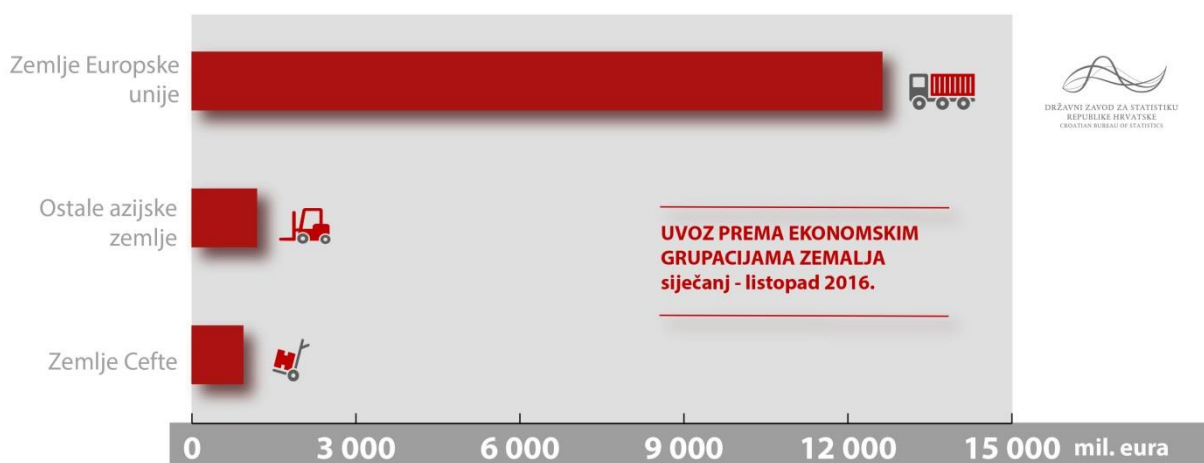 Zemlje Europske
unije
DRŽAVNI ZAVOD ZA STATISTIKU
REPUBLIKE HRVATSKE
CROATIAN BUREAU OF STATISTICS
Ostale azijske
zemlje
UVOZ PREMA EKONOMSKIM
GRUPACIJAMA ZEMALJA
siječanj - listopad 2016.
Zemlje Cefte
0 3 000 6 000 9 000 12 000 15 000 mil. eura